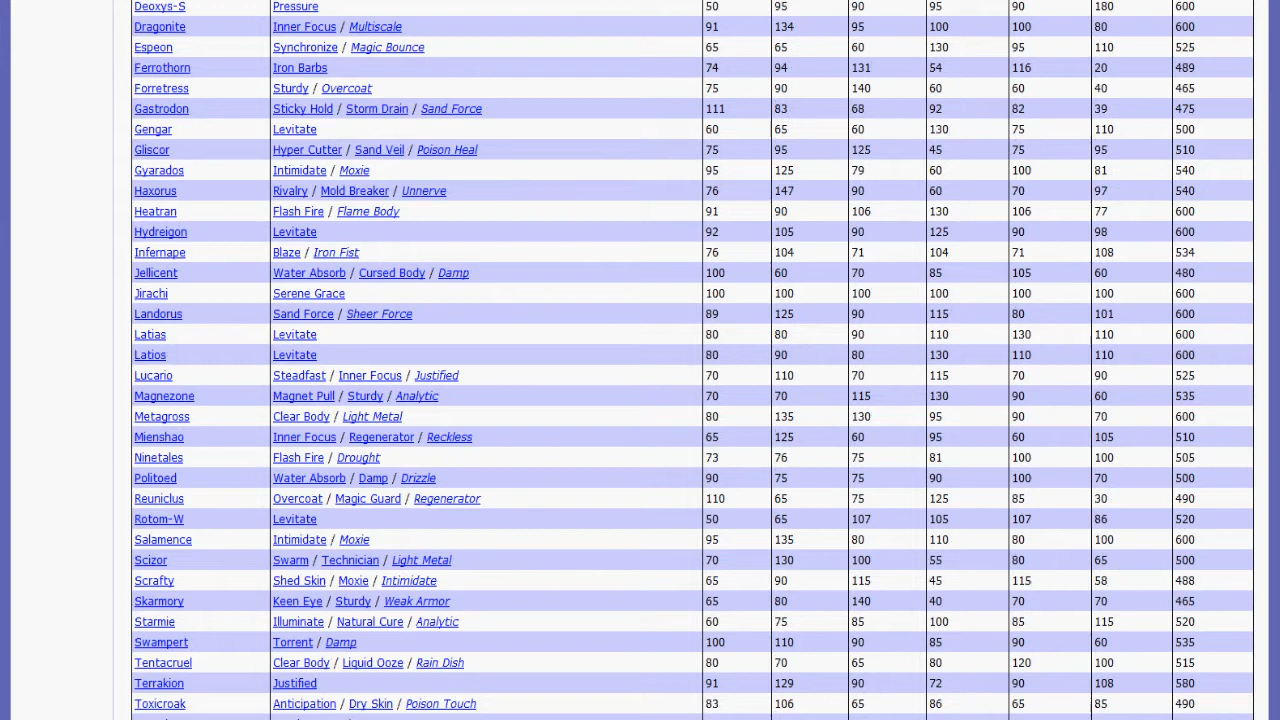 Deoxys-S Pressure 50 95 90 95 90 180 600
Dragonite Inner Focus / Multiscale 91 134 95 100 100 80 600
Espeon Synchronize / Magic Bounce 65 65 60 130 95 110 525
Ferrothorn Iron Barbs 74 94 131 54 116 20 489
Forretress Sturdy / Overcoat 75 90 140 60 60 40 465
Gastrodon Sticky Hold / Storm Drain / Sand Force 111 83 68 92 82 39 475
Gengar Levitate 60 65 60 130 75 110 500
Gliscor Hyper Cutter / Sand Veil / Poison Heal 75 95 125 45 75 95 510
Gyarados Intimidate / Moxie 95 125 79 60 100 81 540
Haxorus Rivalry / Mold Breaker / Unnerve 76 147 90 60 70 97 540
Heatran Flash Fire / Flame Body 91 90 106 130 106 77 600
Hydreigon Levitate 92 105 90 125 90 98 600
Infernape Blaze / Iron Fist 76 104 71 104 71 108 534
Jellicent Water Absorb / Cursed Body / Damp 100 60 70 85 105 60 480
Jirachi Serene Grace 100 100 100 100 100 100 600
Landorus Sand Force / Sheer Force 89 125 90 115 80 101 600
Latias Levitate 80 80 90 110 130 110 600
Latios Levitate 80 90 80 130 110 110 600
Lucario Steadfast / Inner Focus / Justified 70 110 70 115 70 90 525
Magnezone Magnet Pull / Sturdy / Analytic 70 70 115 130 90 60 535
Metagross Clear Body / Light Metal 80 135 130 95 90 70 600
Mienshao Inner Focus / Regenerator / Reckless 65 125 60 95 60 105 510
Ninetales Flash Fire / Drought 73 76 75 81 100 100 505
Politoed Water Absorb / Damp / Drizzle 90 75 75 90 100 70 500
Reuniclus Overcoat / Magic Guard / Regenerator 110 65 75 125 85 30 490
Rotom-W Levitate 50 65 107 105 107 86 520
Salamence Intimidate / Moxie 95 135 80 110 80 100 600
Scizor Swarm / Technician / Light Metal 70 130 100 55 80 65 500
Scrafty Shed Skin / Moxie / Intimidate 65 90 115 45 115 58 488
Skarmory Keen Eye / Sturdy / Weak Armor 65 80 140 40 70 70 465
Starmie Illuminate / Natural Cure / Analytic 60 75 85 100 85 115 520
Swampert Torrent / Damp 100 110 90 85 90 60 535
Tentacruel Clear Body / Liquid Ooze / Rain Dish 80 70 65 80 120 100 515
Terrakion Justified 91 129 90 72 90 108 580
Toxicroak Anticipation / Dry Skin / Poison Touch 83 106 65 86 65 85 490